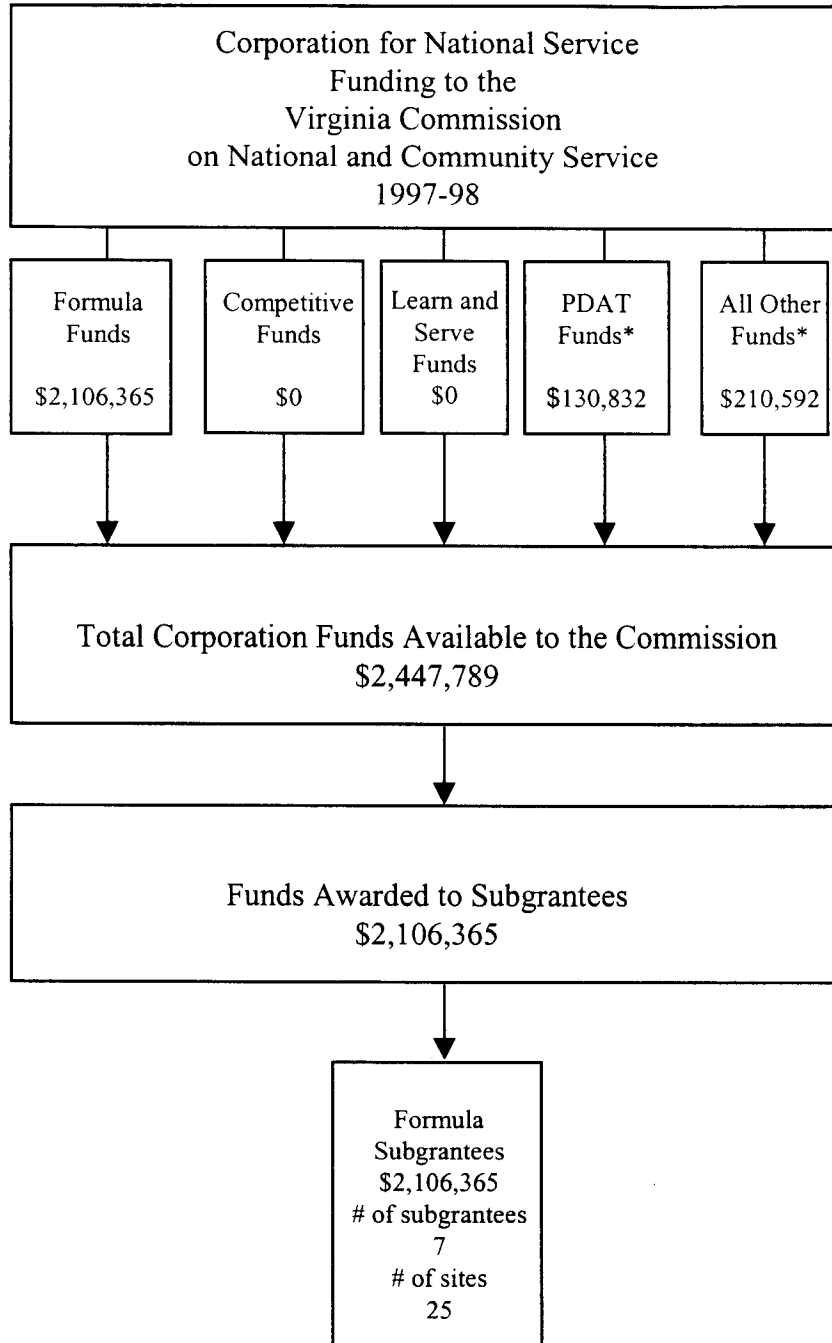 Corporation for National Service
Funding to the
Virginia Commission
on National and Community Service
1997-98
Formula
Funds
$2,106,365
Competitive
Funds
$0
Learn and
Serve
Funds
$0
PDAT
Funds*
$130,832
All Other
Funds*
$210,592
Total Corporation Funds Available to the Commission
$2,447,789
Funds Awarded to Subgrantees
$2,106,365
Formula
Subgrantees
$2,106,365
# of subgrantees
7
# of sites
25